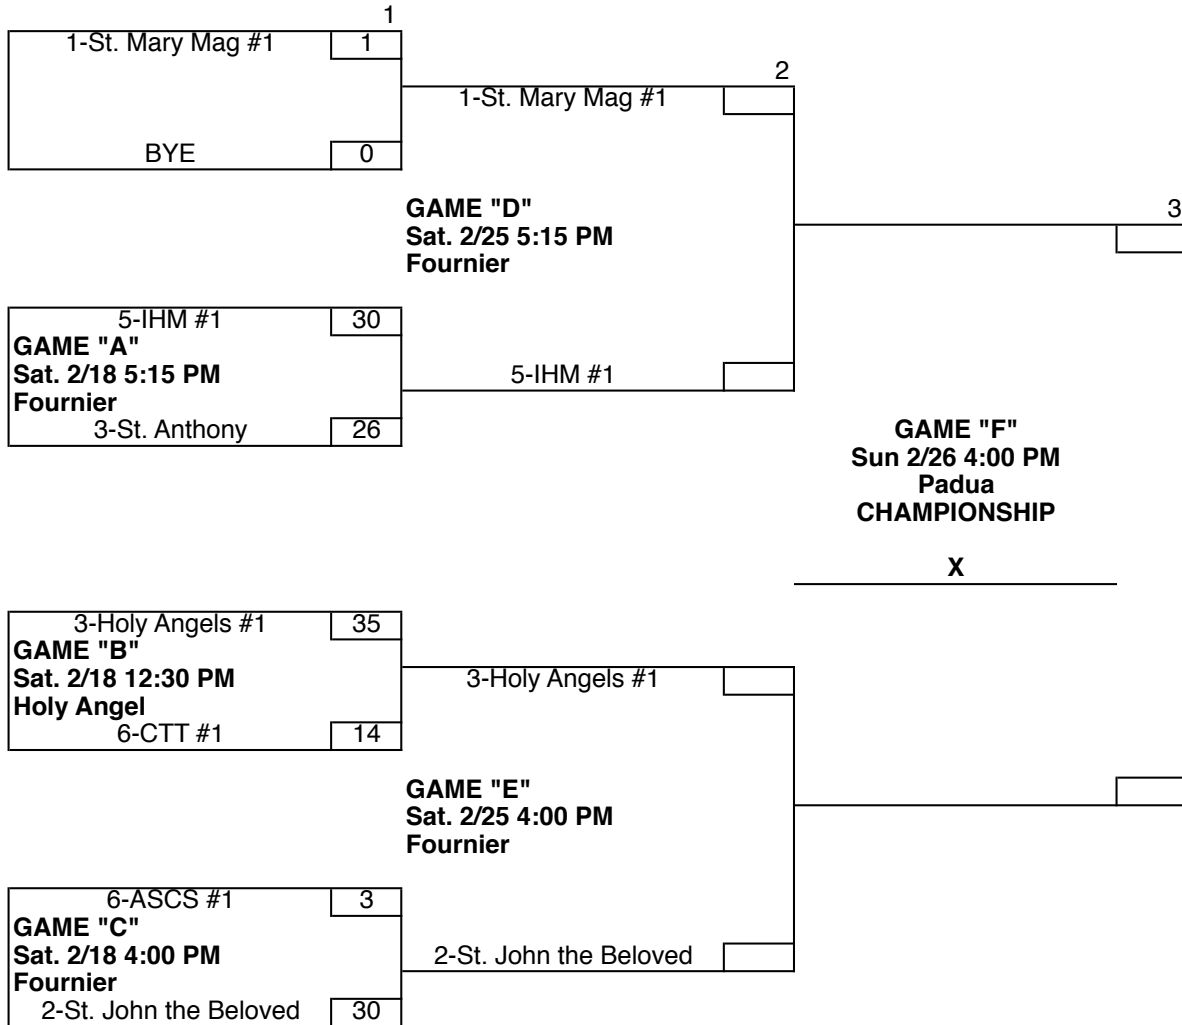 1
1-St. Mary Mag #1 1
2
1-St. Mary Mag #1
BYE 0
GAME "D"
Sat. 2/25 5:15 PM
Fournier
3
5-IHM #1 30
GAME "A"
Sat. 2/18 5:15 PM
Fournier
3-St. Anthony 26
5-IHM #1
GAME "F"
Sun 2/26 4:00 PM
Padua
CHAMPIONSHIP
X
3-Holy Angels #1 35
GAME "B"
Sat. 2/18 12:30 PM
Holy Angel
6-CTT #1 14
3-Holy Angels #1
GAME "E"
Sat. 2/25 4:00 PM
Fournier
6-ASCS #1 3
GAME "C"
Sat. 2/18 4:00 PM
Fournier
2-St. John the Beloved 30
2-St. John the Beloved